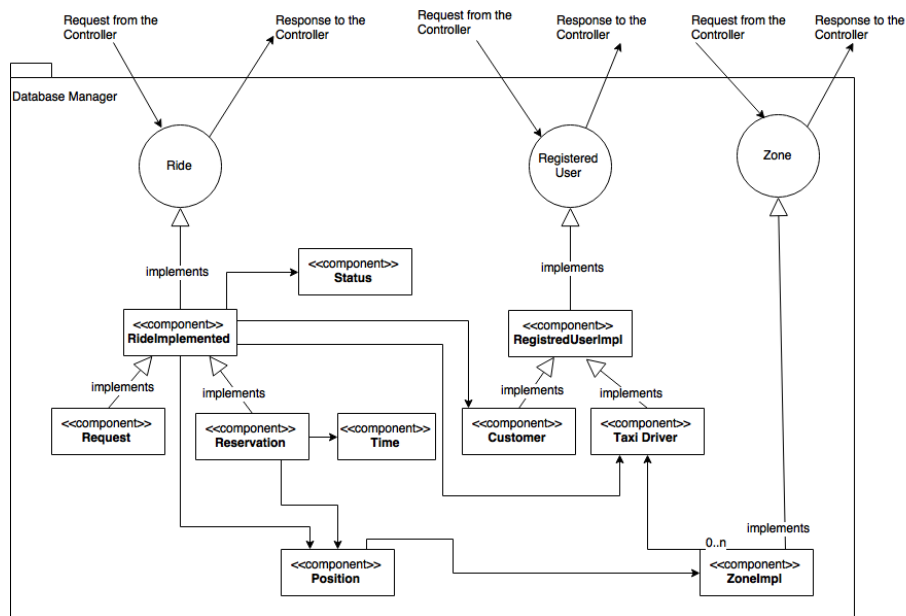 Request from the
Controller
Response to the
Controller
Request from the
Controller
Response to the
Controller
Request from the
Controller
Response to the
Controller
Database Manager
Ride
Registered
User
Zone
implements
implements
<<component>>
Status
<<component>>
RideImplemented
<<component>>
RegistredUserImpl
implements
implements
implements
implements
<<component>>
Request
<<component>>
Reservation
<<component>>
Time
<<component>>
Customer
<<component>>
Taxi Driver
implements
0..n
<<component>>
Position
<<component>>
ZoneImpl